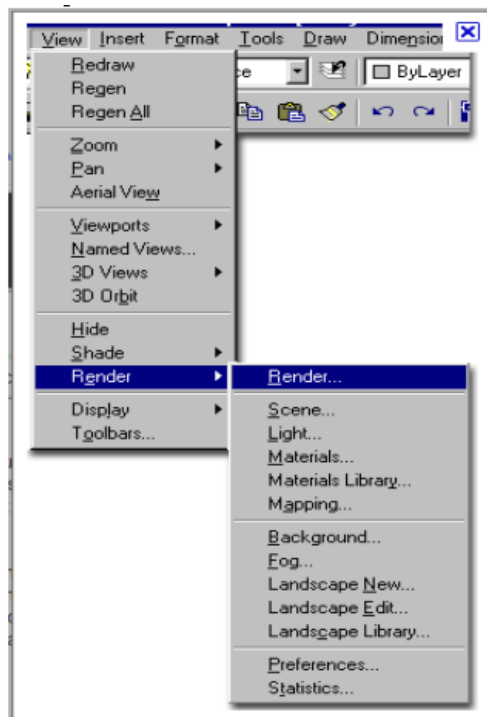 View Insert Format Tools Draw Dimension
ce ByLayer
Redraw
Regen
Regen All
Zoom
Pan
Aerial View
Viewports
Named Views...
3D Views
3D Orbit
Hide
Shade
Render
Display
Toolbars...
Render...
Scene...
Light...
Materials...
Materials Library...
Mapping...
Background...
Fog...
Landscape New...
Landscape Edit...
Landscape Library...
Preferences...
Statistics...